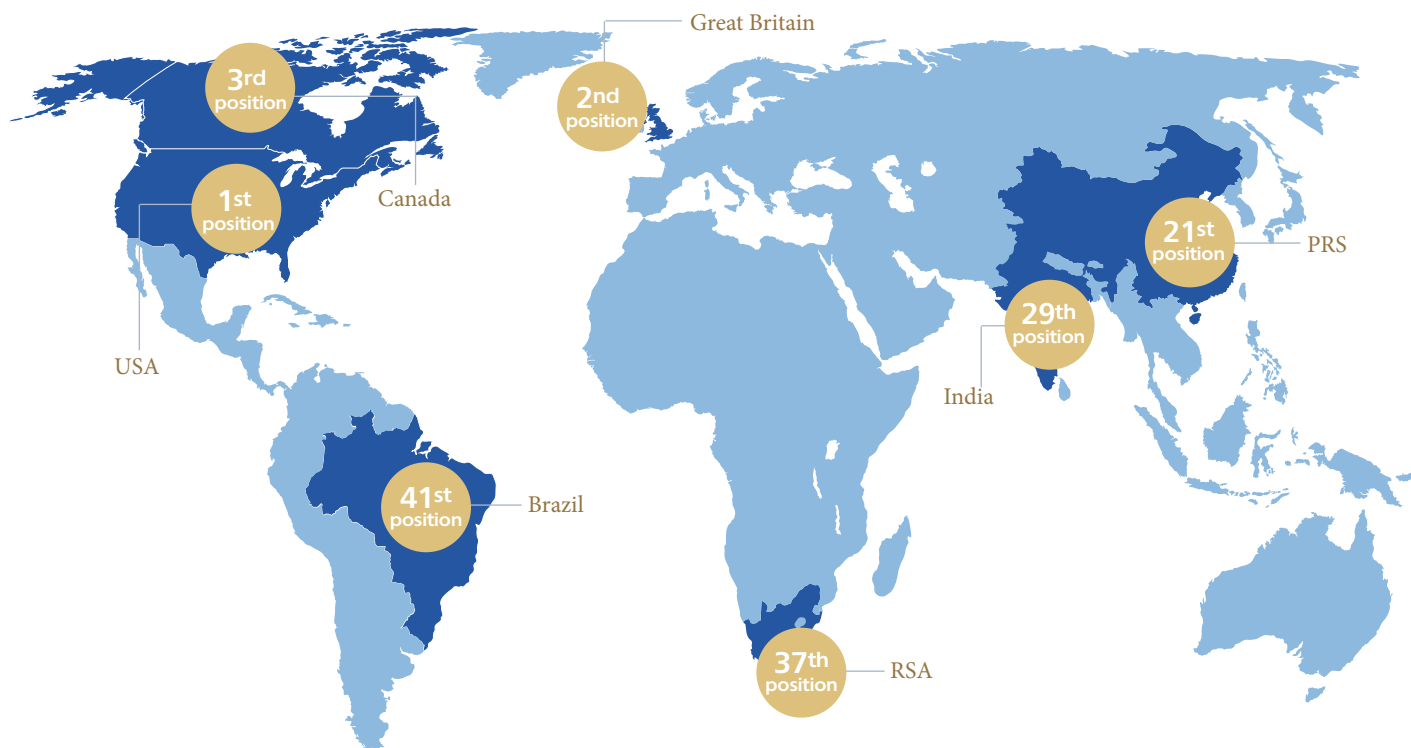 Great Britain
3rd
position
2nd
position
Canada
1st
position
USA
21st
position
PRS
29th
position
India
41st
position
Brazil
37th
position
RSA